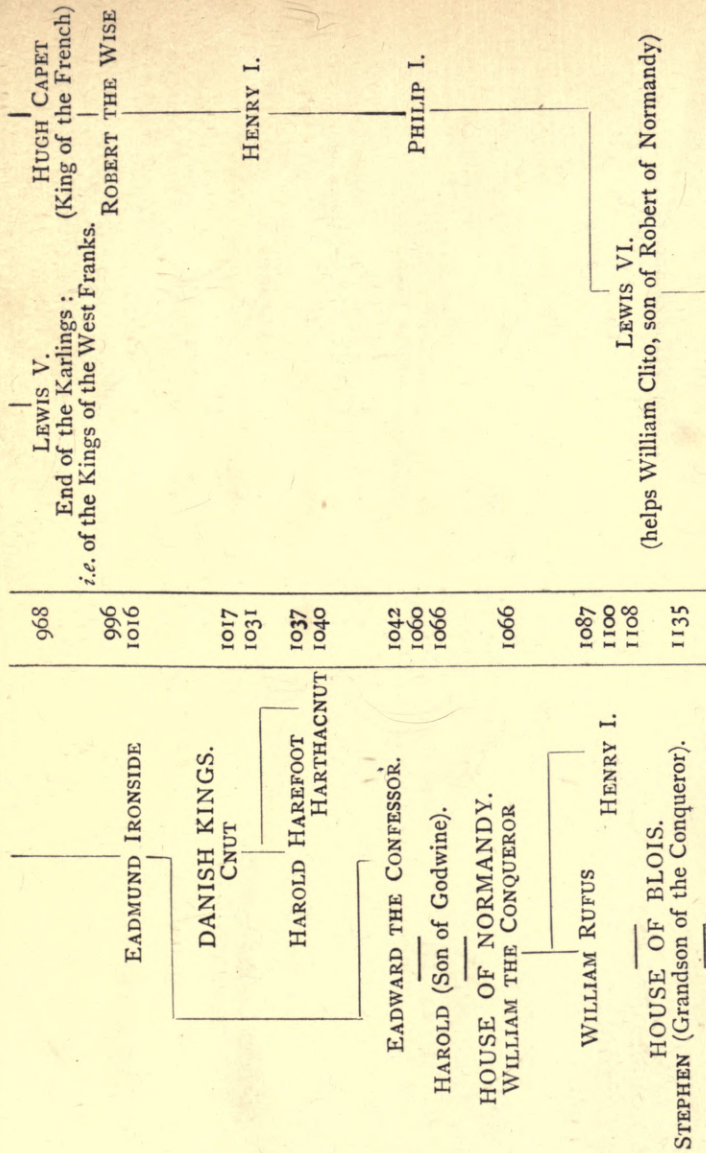 EADMUND IRONSIDE
DANISH KINGS.
CNUT
HAROLD HAREFOOT
HARTHACNUT
EADWARD THE CONFESSOR.
HAROLD (Son of Godwine).
HOUSE OF NORMANDY.
WILLIAM THE CONQUEROR
WILLIAM RUFUS
HENRY I.
HOUSE OF BLOIS.
STEPHEN (Grandson of the Conqueror).
968
996
1016
1017
1031
1037
1040
1042
1060
1066
1066
1087
1100
1108
1135
LEWIS V.
End of the Karlings :
i.e. of the Kings of the West Franks.
HUGH CAPET
(King of the French)
ROBERT THE WISE
HENRY I.
PHILIP I.
LEWIS VI.
(helps William Clito, son of Robert of Normandy)